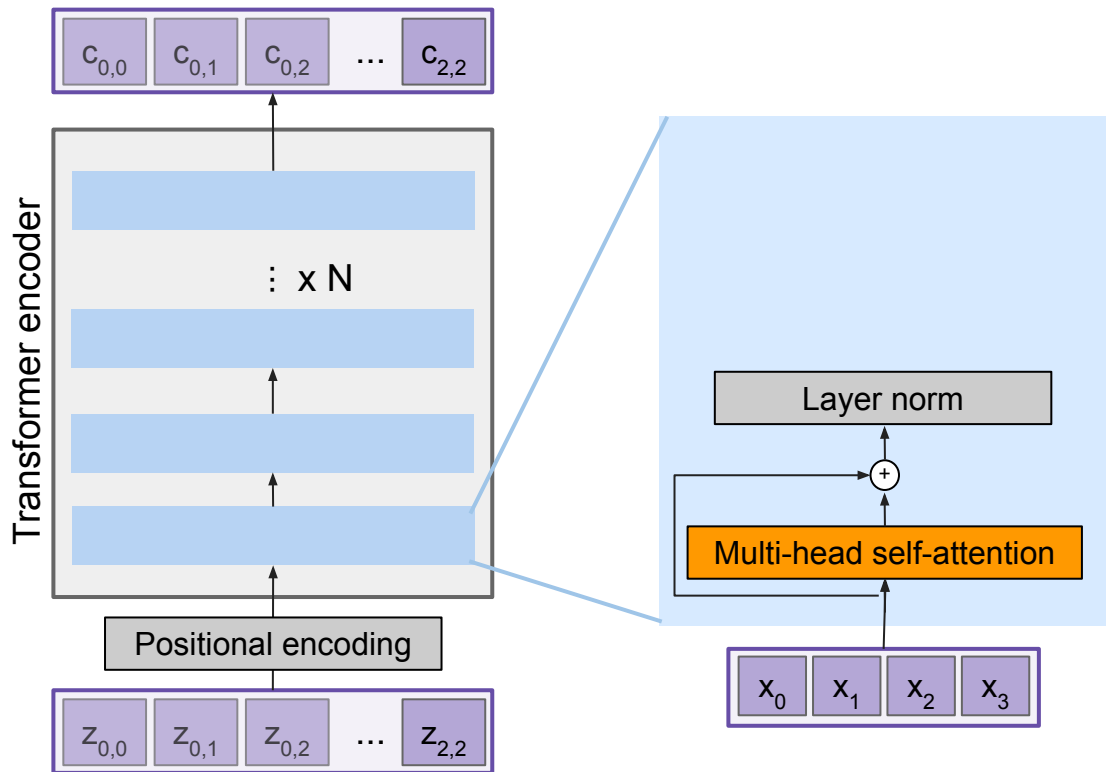 c0,0 c0,1 c0,2 ... c2,2
Transformer encoder
⋮ x N
Positional encoding
z0,0 z0,1 z0,2 ... z2,2
Layer norm
+
Multi-head self-attention
x0 x1 x2 x3